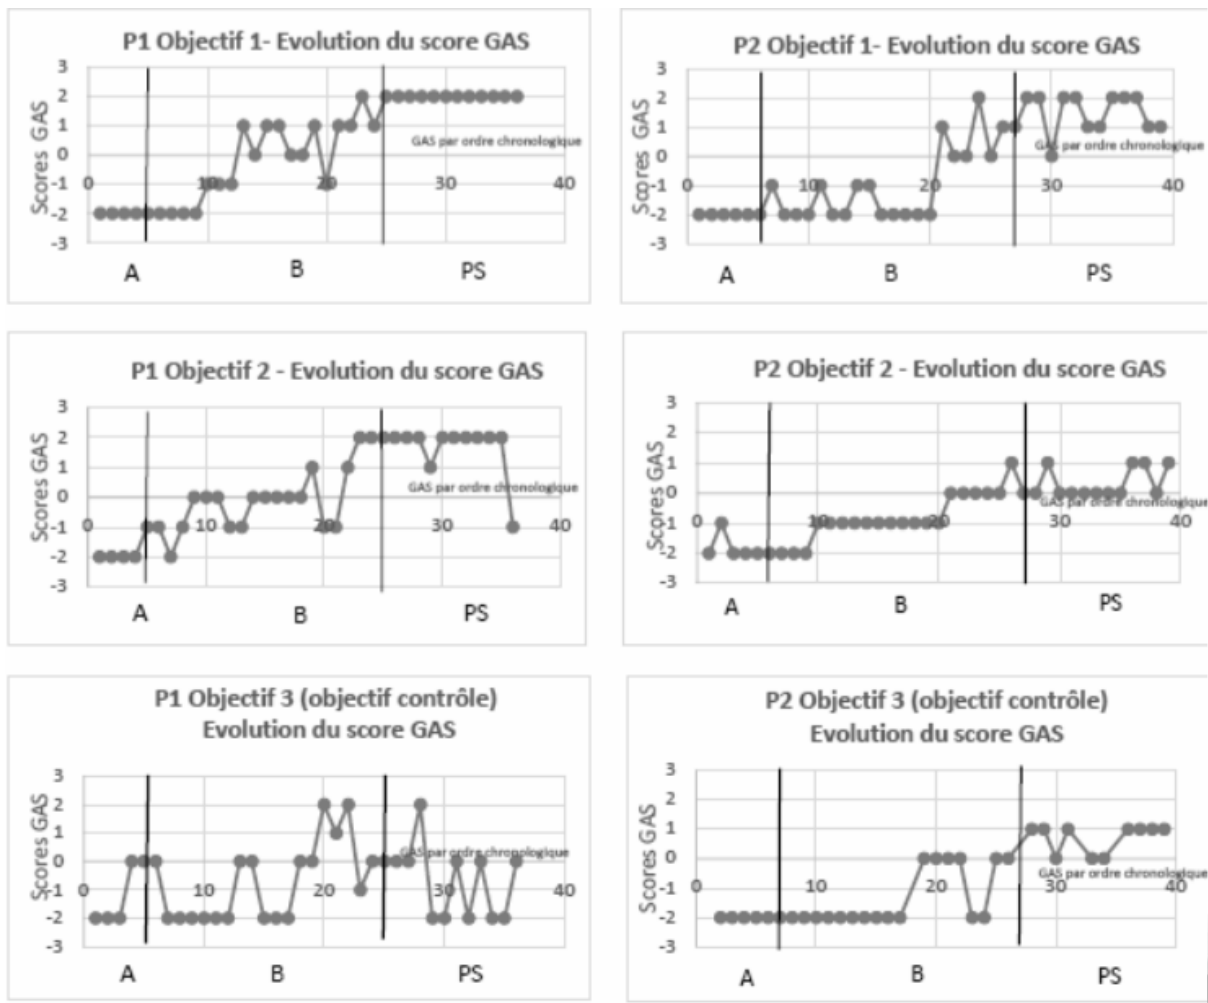 P1 Objectif 1- Evolution du score GAS
Scores GAS
3
2
1
0
-1
-2
-3
0
10
20
30
40
GAS par ordre chronologique
A
B
PS
P2 Objectif 1- Evolution du score GAS
Scores GAS
3
2
1
0
-1
-2
-3
0
10
20
30
40
GAS par ordre chronologique
A
B
PS
P1 Objectif 2 - Evolution du score GAS
Scores GAS
3
2
1
0
-1
-2
-3
0
10
20
30
40
GAS par ordre chronologique
A
B
PS
P2 Objectif 2 - Evolution du score GAS
Scores GAS
3
2
1
0
-1
-2
-3
0
10
20
30
40
GAS par ordre chronologique
A
B
PS
P1 Objectif 3 (objectif contrôle)
Evolution du score GAS
Scores GAS
3
2
1
0
-1
-2
-3
0
10
20
30
40
GAS par ordre chronologique
A
B
PS
P2 Objectif 3 (objectif contrôle)
Evolution du score GAS
Scores GAS
3
2
1
0
-1
-2
-3
0
10
20
30
40
GAS par ordre chronologique
A
B
PS